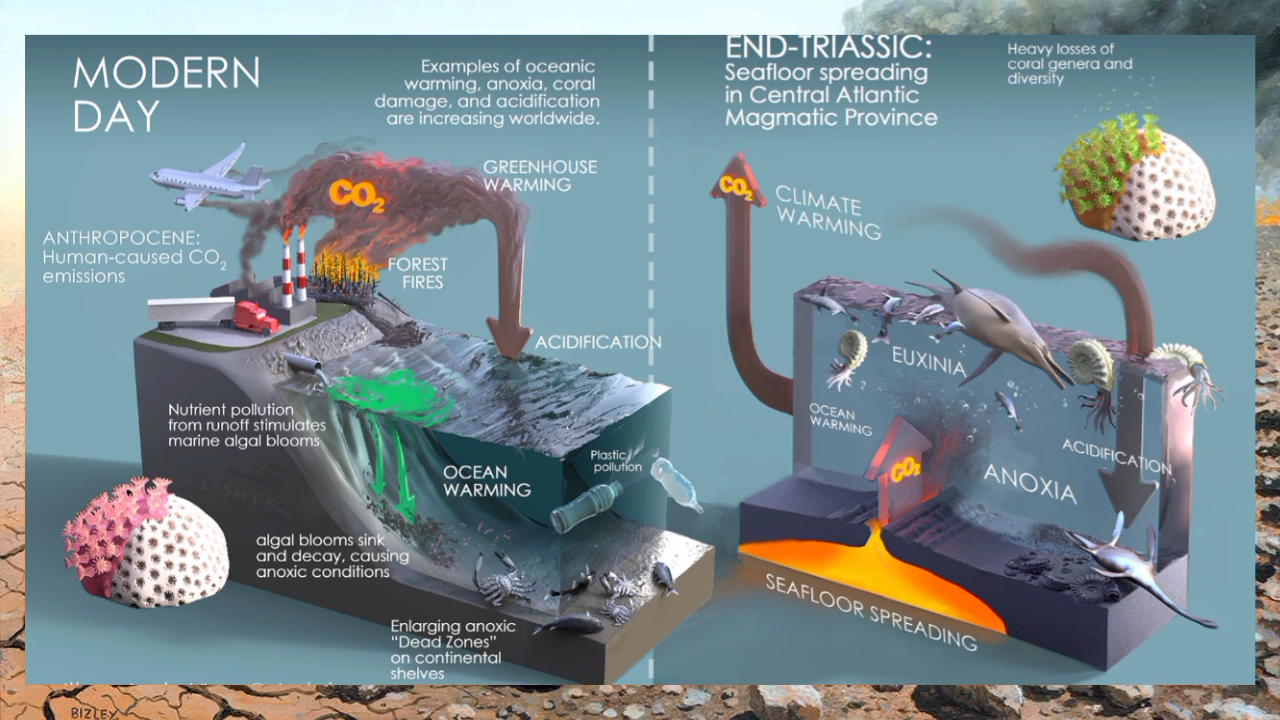 MODERN
DAY
Examples of oceanic
warming, anoxia, coral
damage, and acidification
are increasing worldwide.
CO2
GREENHOUSE
WARMING
ANTHROPOCENE:
Human-caused CO2
emissions
FOREST
FIRES
ACIDIFICATION
Nutrient pollution
from runoff stimulates
marine algal blooms
OCEAN
WARMING
Plastic
pollution
algal blooms sink
and decay, causing
anoxic conditions
Enlarging anoxic
“Dead Zones”
on continental
shelves
END-TRIASSIC:
Seafloor spreading
in Central Atlantic
Magmatic Province
Heavy losses of
coral genera and
diversity
CO2
CLIMATE
WARMING
EUXINIA
OCEAN
WARMING
CO2
ACIDIFICATION
ANOXIA
SEAFLOOR SPREADING
BIZLEY